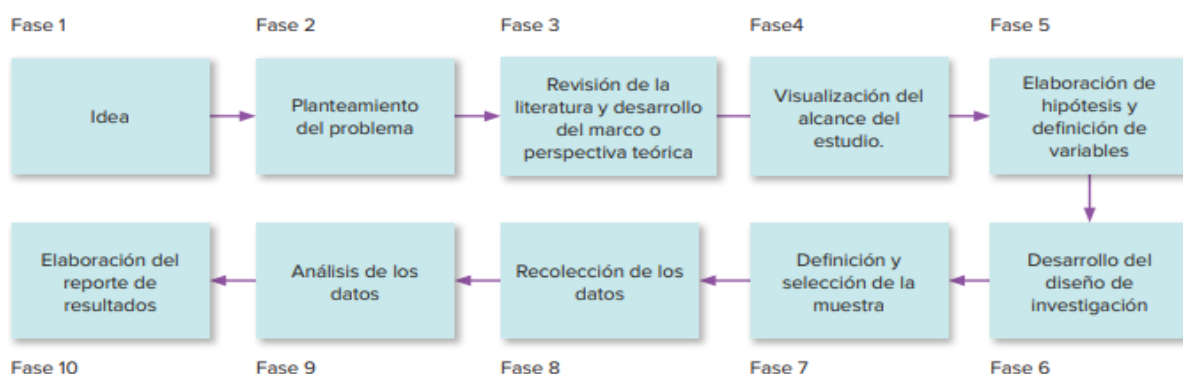 Fase 1
Fase 2
Fase 3
Fase4
Fase 5
Idea
Planteamiento
del problema
Revisión de la
literatura y desarrollo
del marco o
perspectiva teórica
Visualización del
alcance del
estudio.
Elaboración de
hipótesis y
definición de
variables
Desarrollo del
diseño de
investigación
Definición y
selección de la
muestra
Recolección de los
datos
Análisis de los
datos
Elaboración del
reporte de
resultados
Fase 10
Fase 9
Fase 8
Fase 7
Fase 6